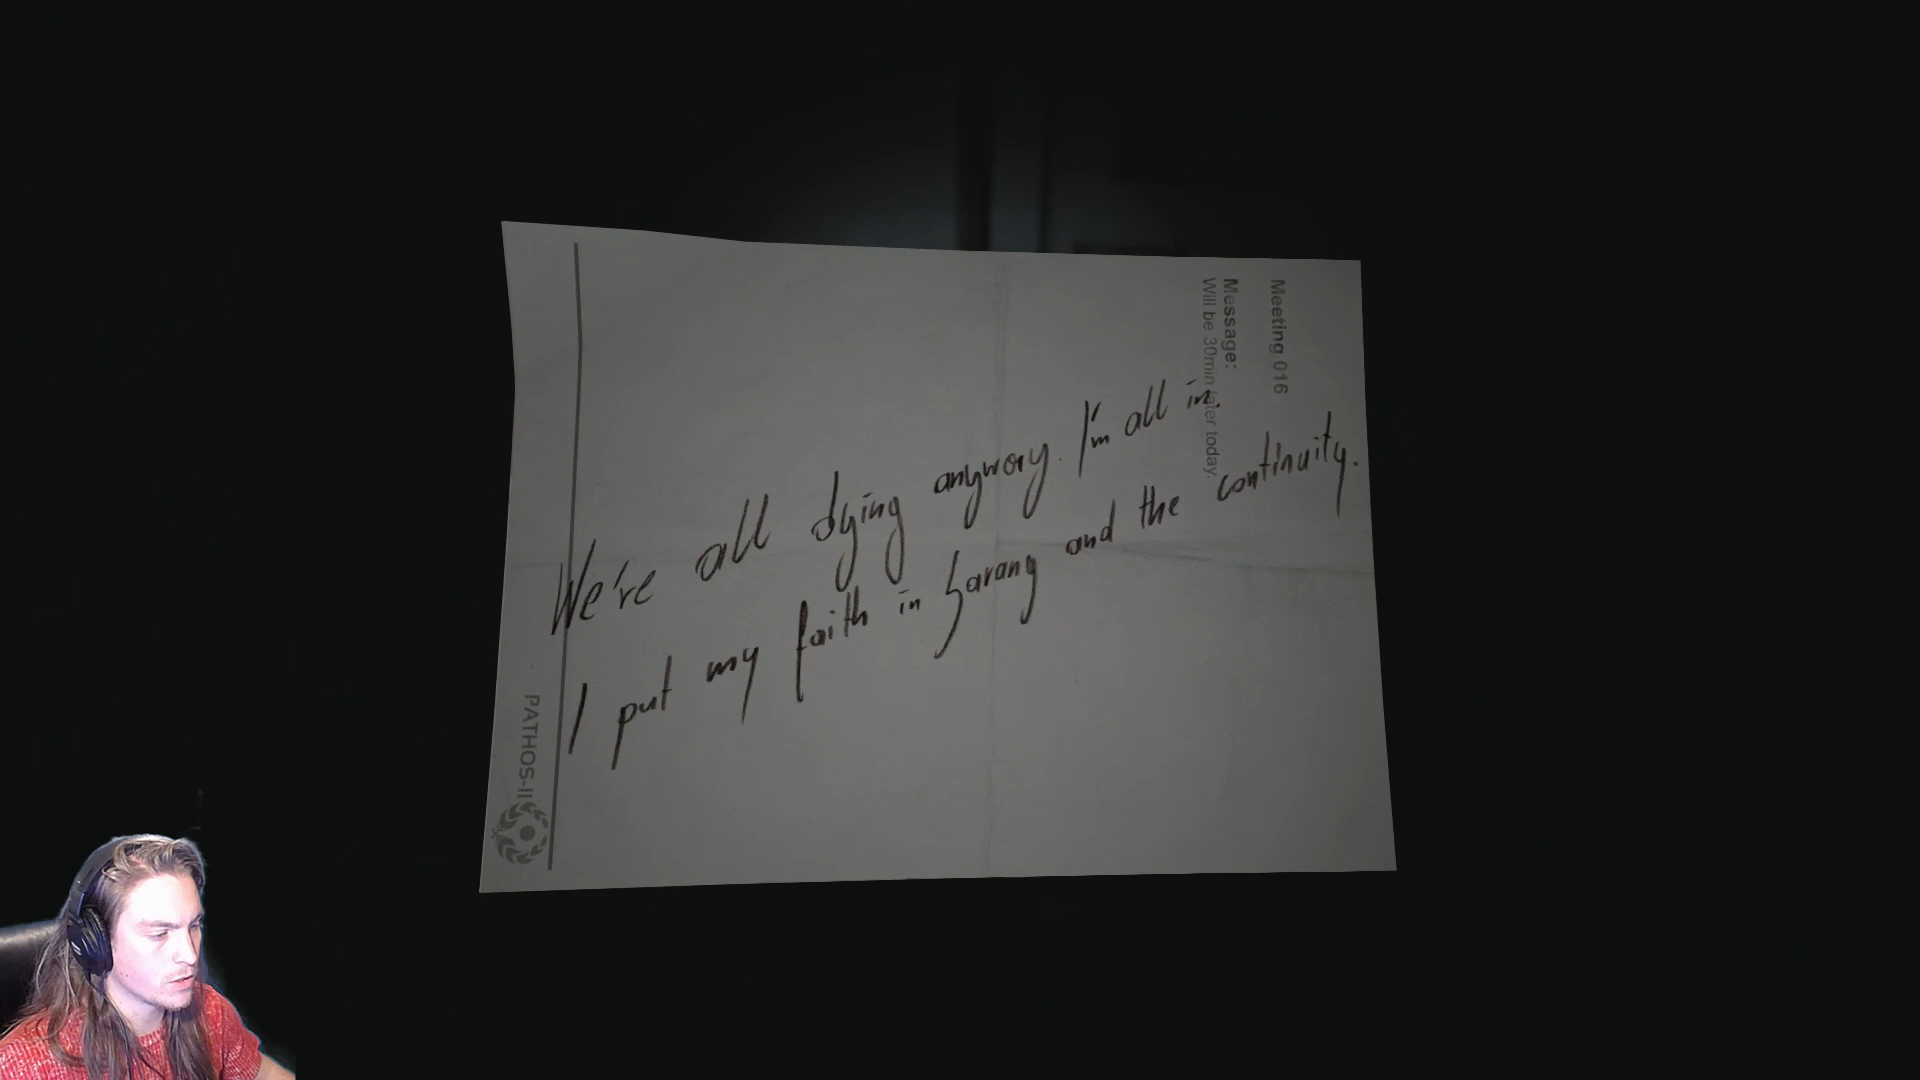 We're all dying anyway. I'm all in.
I put my faith in Sarang and the continuity.
Meeting 016
Message:
Will be 30min later today.
PATHOS-II